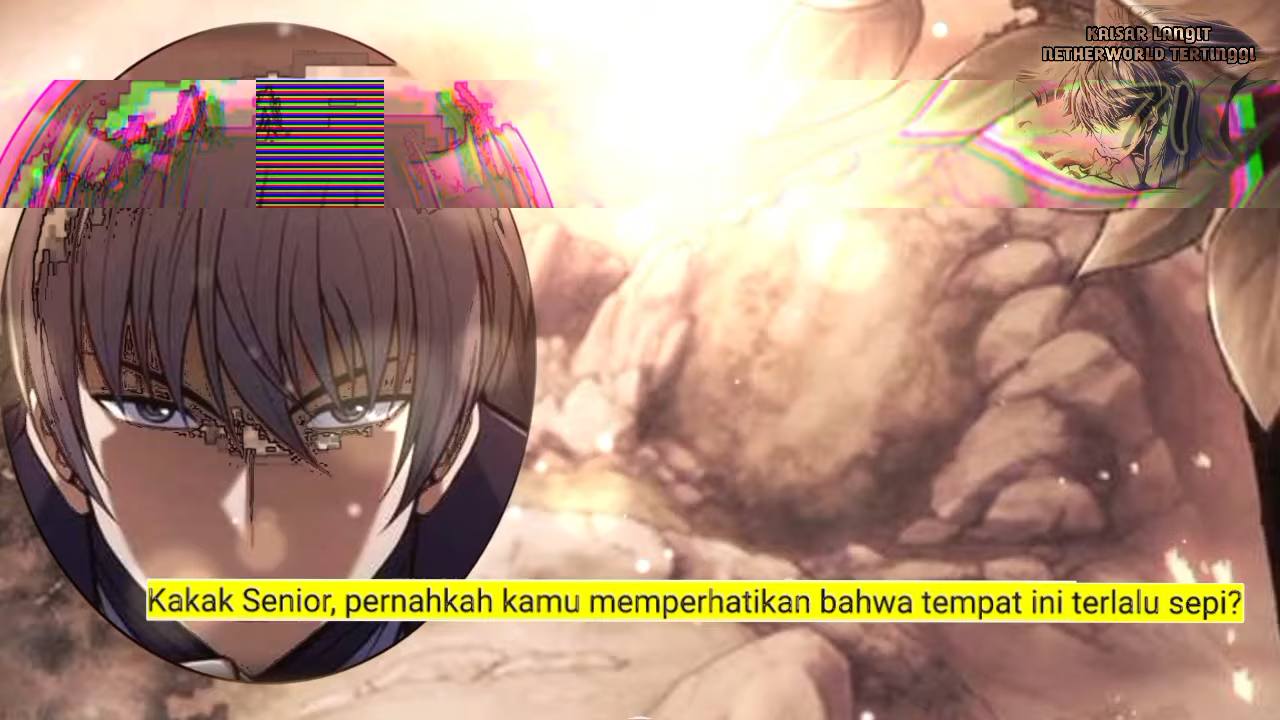 KAISAR LANGIT
NETHERWORLD TERTINGGI
Kakak Senior, pernahkah kamu memperhatikan bahwa tempat ini terlalu sepi?